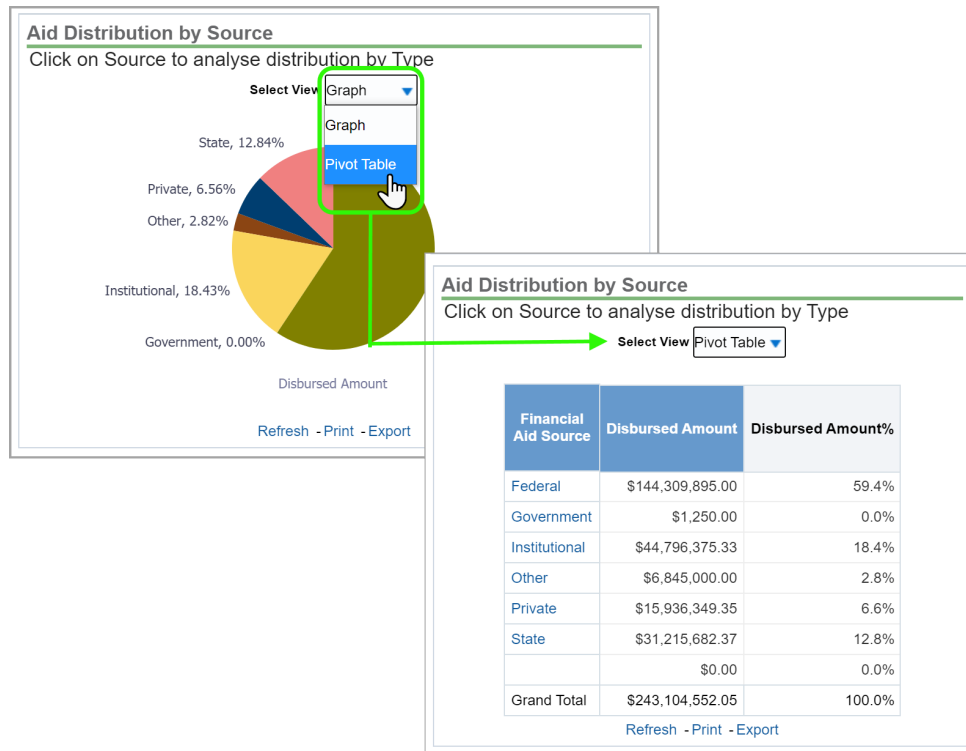 Aid Distribution by Source
Click on Source to analyse distribution by Type
Select View Graph
Graph
Pivot Table
State, 12.84%
Private, 6.56%
Other, 2.82%
Institutional, 18.43%
Government, 0.00%
Disbursed Amount
Refresh - Print - Export
Aid Distribution by Source
Click on Source to analyse distribution by Type
Select View Pivot Table
Financial Aid Source Disbursed Amount Disbursed Amount%
Federal $144,309,895.00 59.4%
Government $1,250.00 0.0%
Institutional $44,796,375.33 18.4%
Other $6,845,000.00 2.8%
Private $15,936,349.35 6.6%
State $31,215,682.37 12.8%
$0.00 0.0%
Grand Total $243,104,552.05 100.0%
Refresh - Print - Export